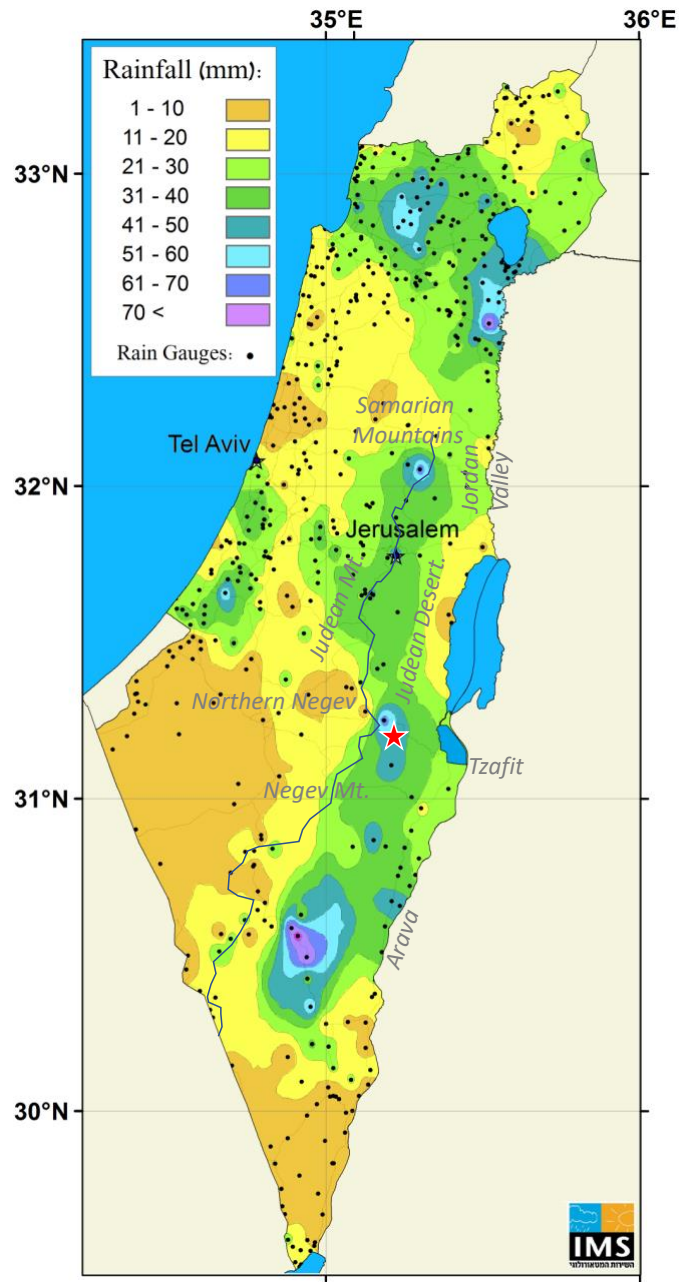 35°E
36°E
Rainfall (mm):
1 - 10
11 - 20
21 - 30
31 - 40
41 - 50
51 - 60
61 - 70
70 <
Rain Gauges:
33°N
Samarian
Mountains
Tel Aviv
Jordan
Valley
32°N
Jerusalem
Judean Mt.
Judean Desert.
Northern Negev
Tzafit
31°N
Negev Mt.
Arava
30°N
IMS
השירות המטאורולוגי